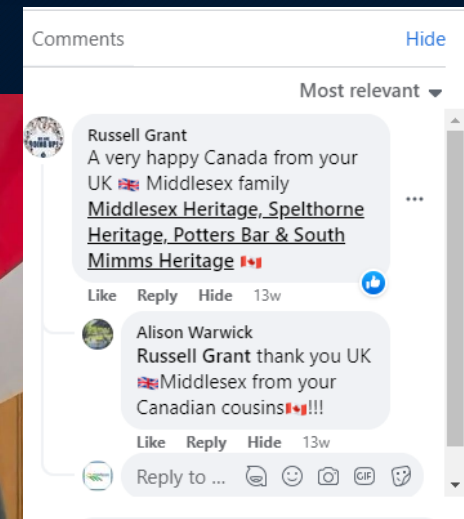 Comments Hide
Most relevant
Russell Grant
A very happy Canada from your
UK 🇬🇧 Middlesex family
Middlesex Heritage, Spelthorne
Heritage, Potters Bar & South
Mimms Heritage 🇨🇦
Like Reply Hide 13w
Alison Warwick
Russell Grant thank you UK
🇬🇧Middlesex from your
Canadian cousins🇨🇦!!!
Like Reply Hide 13w
Reply to ... GIF